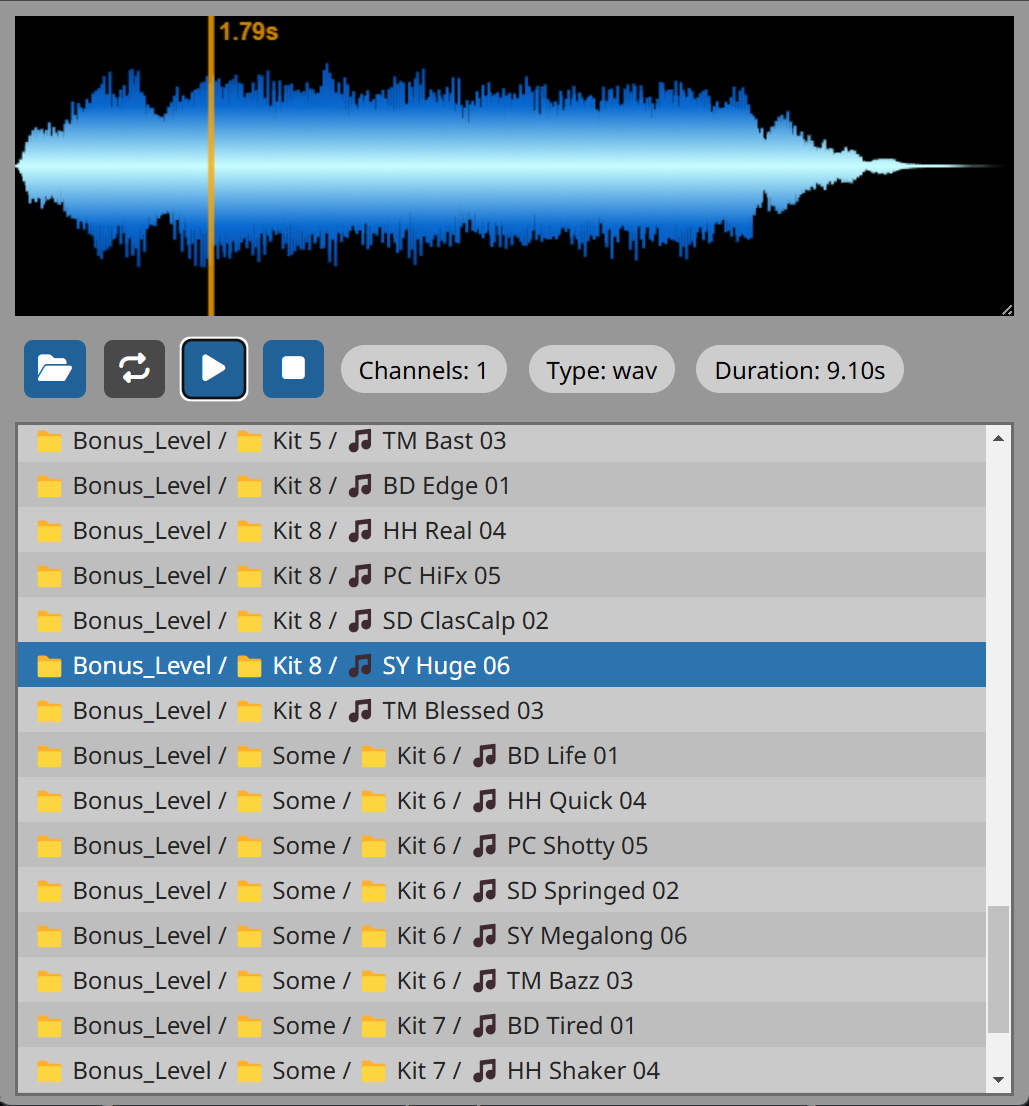 1.79s
Channels: 1 Type: wav Duration: 9.10s
Bonus_Level / Kit 5 / TM Bast 03
Bonus_Level / Kit 8 / BD Edge 01
Bonus_Level / Kit 8 / HH Real 04
Bonus_Level / Kit 8 / PC HiFx 05
Bonus_Level / Kit 8 / SD ClasCalp 02
Bonus_Level / Kit 8 / SY Huge 06
Bonus_Level / Kit 8 / TM Blessed 03
Bonus_Level / Some / Kit 6 / BD Life 01
Bonus_Level / Some / Kit 6 / HH Quick 04
Bonus_Level / Some / Kit 6 / PC Shotty 05
Bonus_Level / Some / Kit 6 / SD Springed 02
Bonus_Level / Some / Kit 6 / SY Megalong 06
Bonus_Level / Some / Kit 6 / TM Bazz 03
Bonus_Level / Some / Kit 7 / BD Tired 01
Bonus_Level / Some / Kit 7 / HH Shaker 04